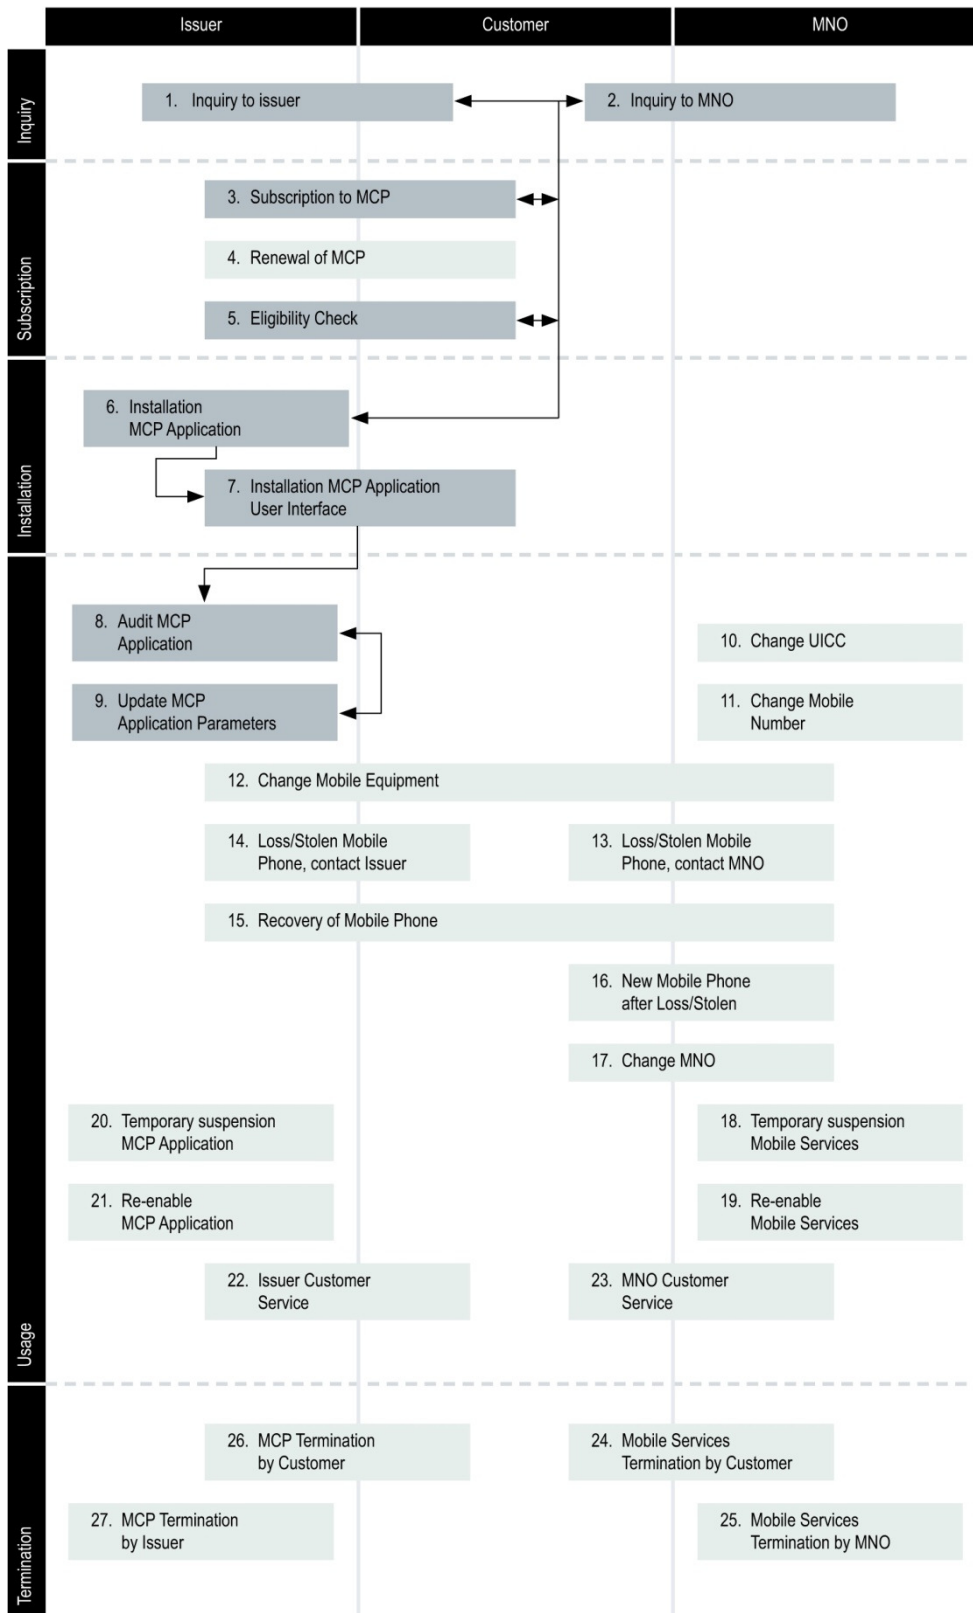 Issuer
Customer
MNO
Inquiry
1. Inquiry to issuer
2. Inquiry to MNO
Subscription
3. Subscription to MCP
4. Renewal of MCP
5. Eligibility Check
Installation
6. Installation
MCP Application
7. Installation MCP Application
User Interface
Usage
8. Audit MCP
Application
10. Change UICC
9. Update MCP
Application Parameters
11. Change Mobile
Number
12. Change Mobile Equipment
14. Loss/Stolen Mobile
Phone, contact Issuer
13. Loss/Stolen Mobile
Phone, contact MNO
15. Recovery of Mobile Phone
16. New Mobile Phone
after Loss/Stolen
17. Change MNO
20. Temporary suspension
MCP Application
18. Temporary suspension
Mobile Services
21. Re-enable
MCP Application
19. Re-enable
Mobile Services
22. Issuer Customer
Service
23. MNO Customer
Service
Termination
26. MCP Termination
by Customer
24. Mobile Services
Termination by Customer
27. MCP Termination
by Issuer
25. Mobile Services
Termination by MNO